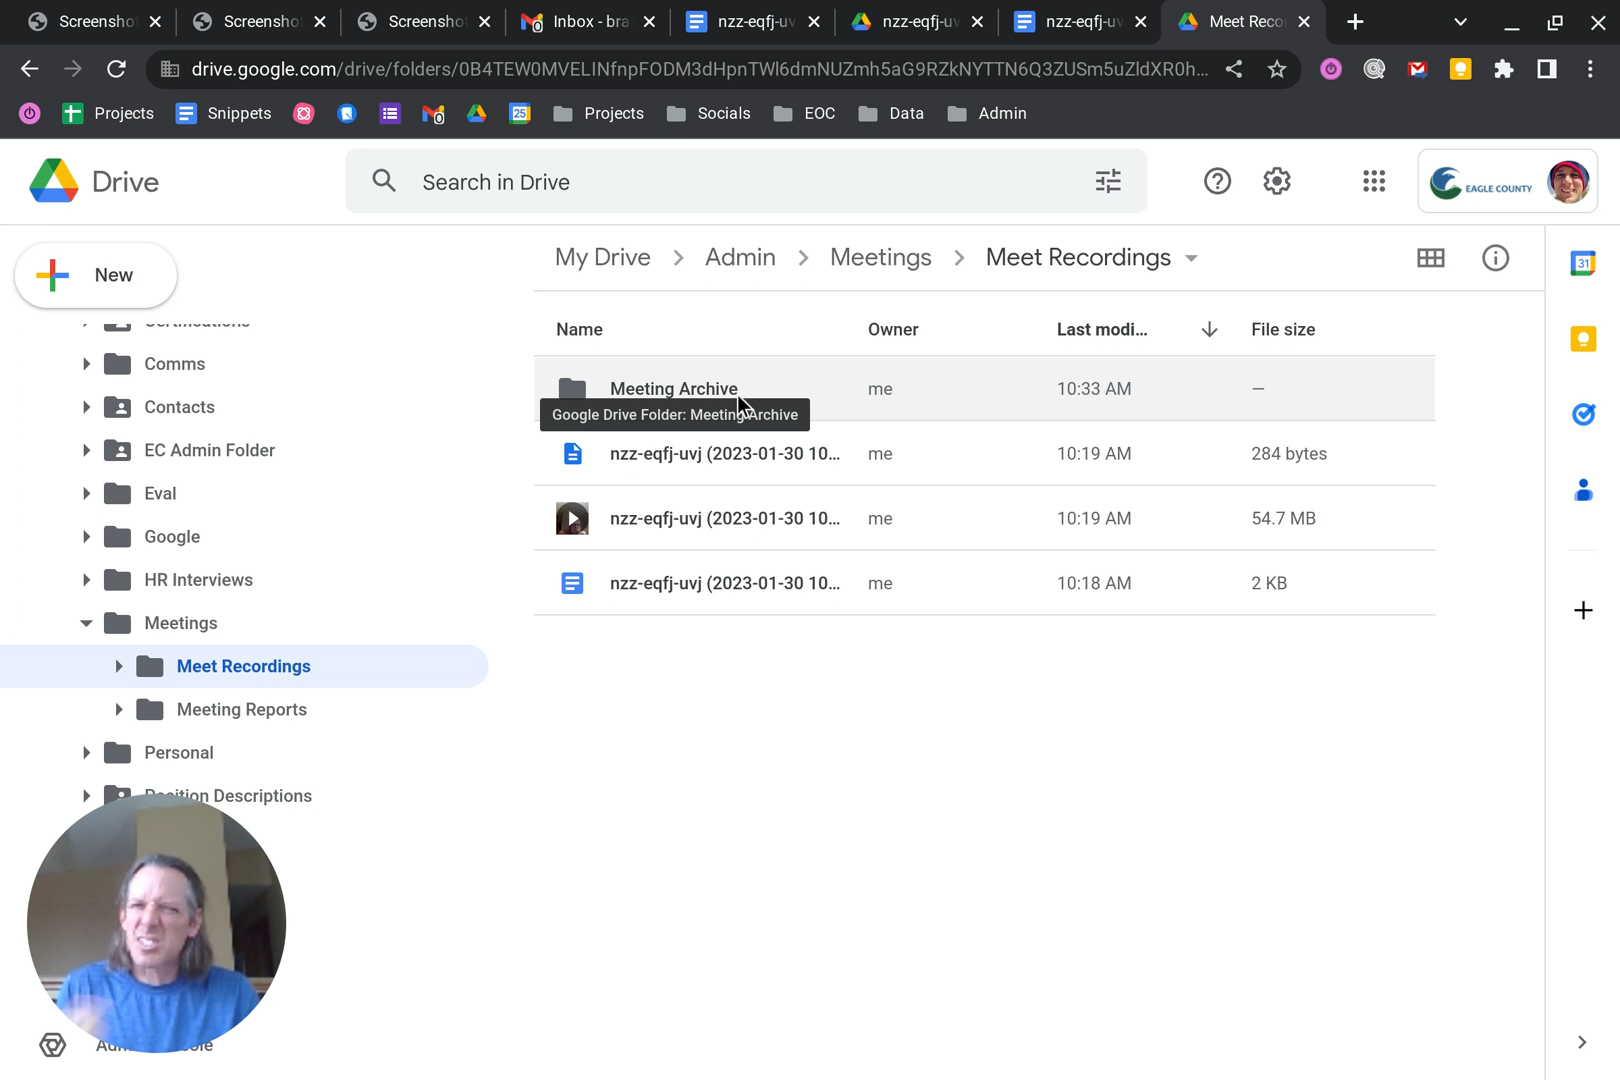 Screensho
Screensho
Screensho
Inbox - bra
nzz-eqfj-uv
nzz-eqfj-uv
nzz-eqfj-uv
Meet Reco
drive.google.com/drive/folders/0B4TEW0MVELINfnpFODM3dHpnTWl6dmNUZmh5aG9RZkNYTTN6Q3ZUSm5uZldXR0h...
Projects
Snippets
0
25
Projects
Socials
EOC
Data
Admin
Drive
Search in Drive
EAGLE COUNTY
New
My Drive > Admin > Meetings > Meet Recordings
31
Certifications
Comms
Contacts
EC Admin Folder
Eval
Google
HR Interviews
Meetings
Meet Recordings
Meeting Reports
Personal
Position Descriptions
Name Owner Last modi... File size
Meeting Archive me 10:33 AM —
Google Drive Folder: Meeting Archive
nzz-eqfj-uvj (2023-01-30 10... me 10:19 AM 284 bytes
nzz-eqfj-uvj (2023-01-30 10... me 10:19 AM 54.7 MB
nzz-eqfj-uvj (2023-01-30 10... me 10:18 AM 2 KB